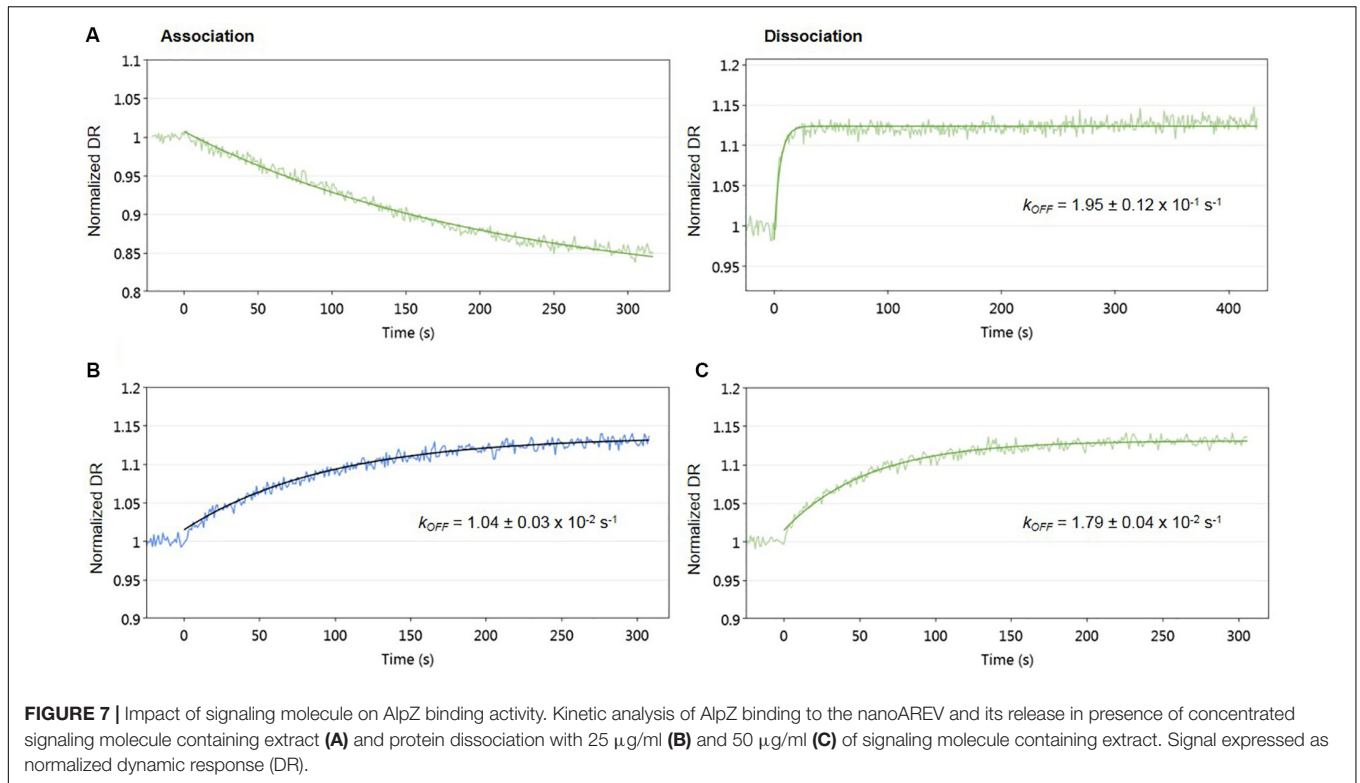 A Association
Normalized DR
1.1
1.05
1
0.95
0.9
0.85
0.8
0 50 100 150 200 250 300
Time (s)
Dissociation
Normalized DR
1.2
1.15
1.1
1.05
1
0.95
k_OFF = 1.95 ± 0.12 x 10⁻¹ s⁻¹
0 100 200 300 400
Time (s)
B
Normalized DR
1.2
1.15
1.1
1.05
1
0.95
0.9
k_OFF = 1.04 ± 0.03 x 10⁻² s⁻¹
0 50 100 150 200 250 300
Time (s)
C
Normalized DR
1.2
1.15
1.1
1.05
1
0.95
0.9
k_OFF = 1.79 ± 0.04 x 10⁻² s⁻¹
0 50 100 150 200 250 300
Time (s)
FIGURE 7 | Impact of signaling molecule on AlpZ binding activity. Kinetic analysis of AlpZ binding to the nanoAREV and its release in presence of concentrated
signaling molecule containing extract (A) and protein dissociation with 25 μg/ml (B) and 50 μg/ml (C) of signaling molecule containing extract. Signal expressed as
normalized dynamic response (DR).